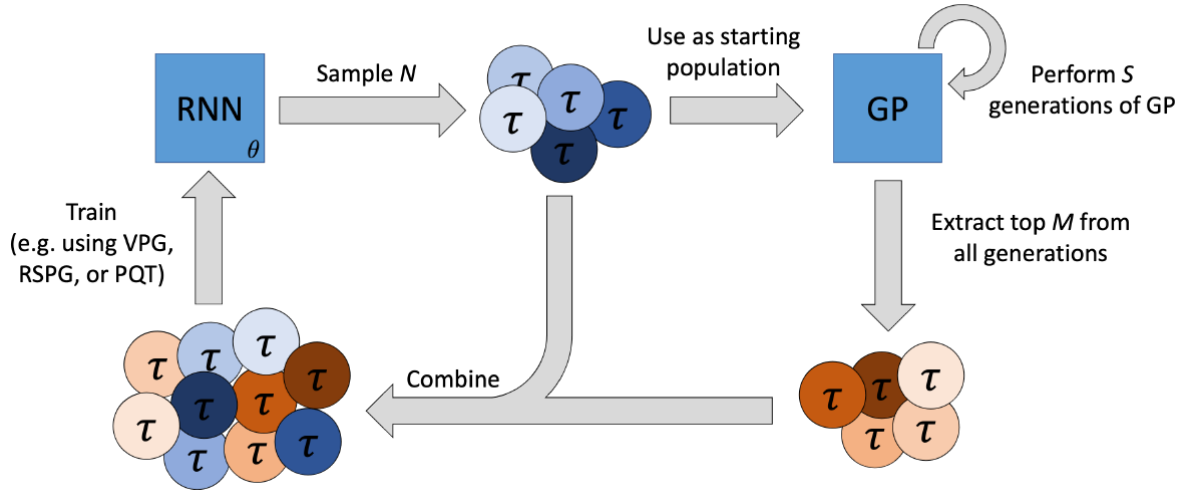 RNN
θ
Sample N
τ
τ
τ
τ
τ
Use as starting
population
GP
Perform S
generations of GP
Extract top M from
all generations
τ
τ
τ
τ
τ
Combine
τ
τ
τ
τ
τ
τ
τ
τ
τ
τ
Train
(e.g. using VPG,
RSPG, or PQT)